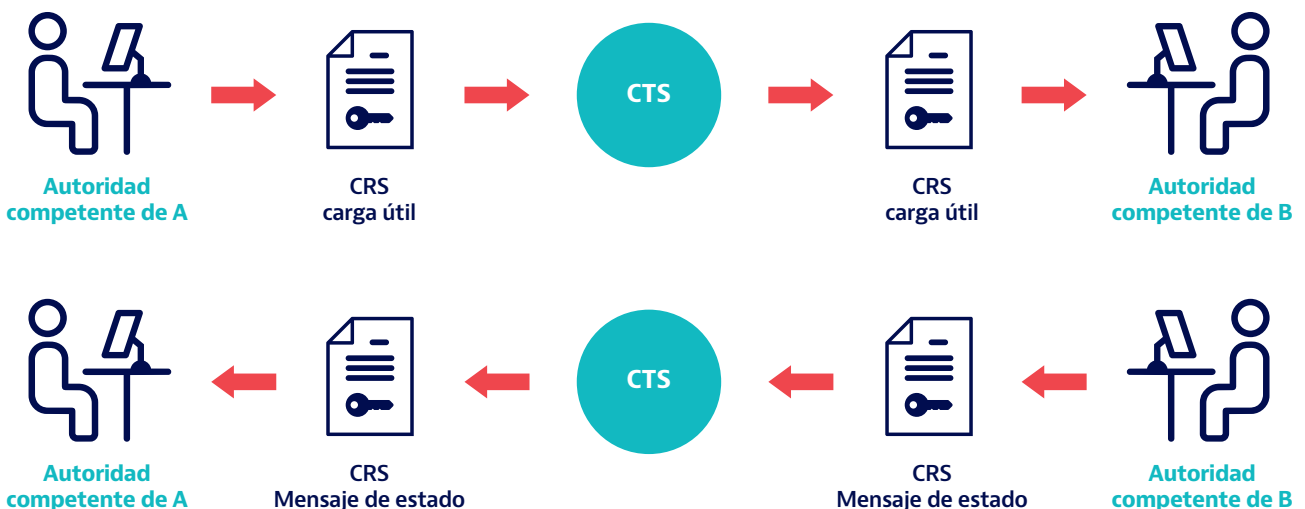 CTS
Autoridad
competente de A
CRS
carga útil
CRS
carga útil
Autoridad
competente de B
CTS
Autoridad
competente de A
CRS
Mensaje de estado
CRS
Mensaje de estado
Autoridad
competente de B